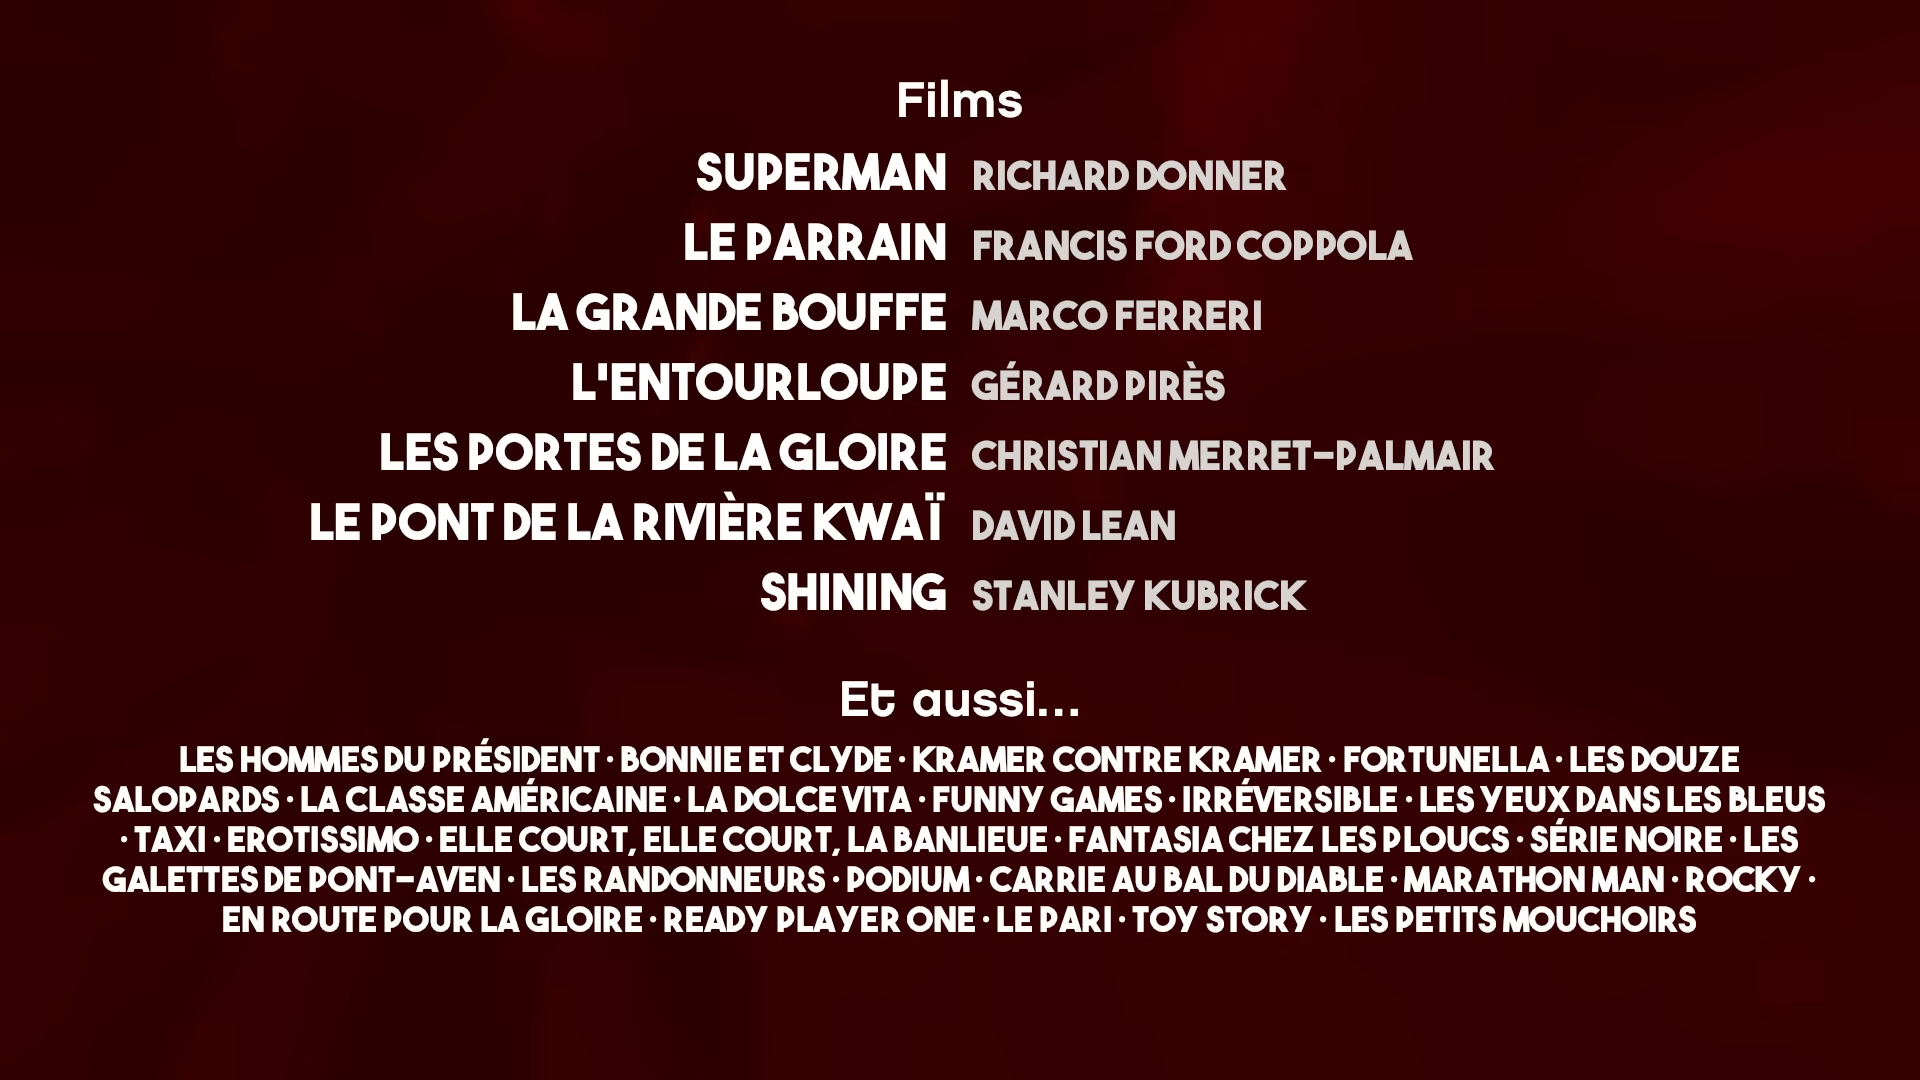 Films
SUPERMAN RICHARD DONNER
LE PARRAIN FRANCIS FORD COPPOLA
LA GRANDE BOUFFE MARCO FERRERI
L'ENTOURLOUPE GÉRARD PIRÈS
LES PORTES DE LA GLOIRE CHRISTIAN MERRET-PALMAIR
LE PONT DE LA RIVIÈRE KWAÏ DAVID LEAN
SHINING STANLEY KUBRICK
Et aussi...
LES HOMMES DU PRÉSIDENT · BONNIE ET CLYDE · KRAMER CONTRE KRAMER · FORTUNELLA · LES DOUZE
SALOPARDS · LA CLASSE AMÉRICAINE · LA DOLCE VITA · FUNNY GAMES · IRRÉVERSIBLE · LES YEUX DANS LES BLEUS
· TAXI · EROTISSIMO · ELLE COURT, ELLE COURT, LA BANLIEUE · FANTASIA CHEZ LES PLOUCS · SÉRIE NOIRE · LES
GALETTES DE PONT-AVEN · LES RANDONNEURS · PODIUM · CARRIE AU BAL DU DIABLE · MARATHON MAN · ROCKY ·
EN ROUTE POUR LA GLOIRE · READY PLAYER ONE · LE PARI · TOY STORY · LES PETITS MOUCHOIRS